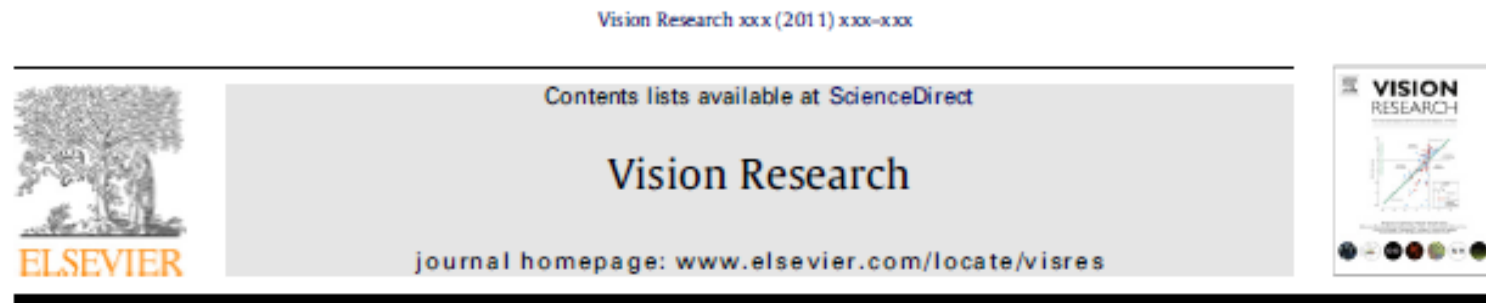 Vision Research xxx (2011) xxx–xxx
Contents lists available at ScienceDirect
Vision Research
journal homepage: www.elsevier.com/locate/visres
ELSEVIER
VISION
RESEARCH